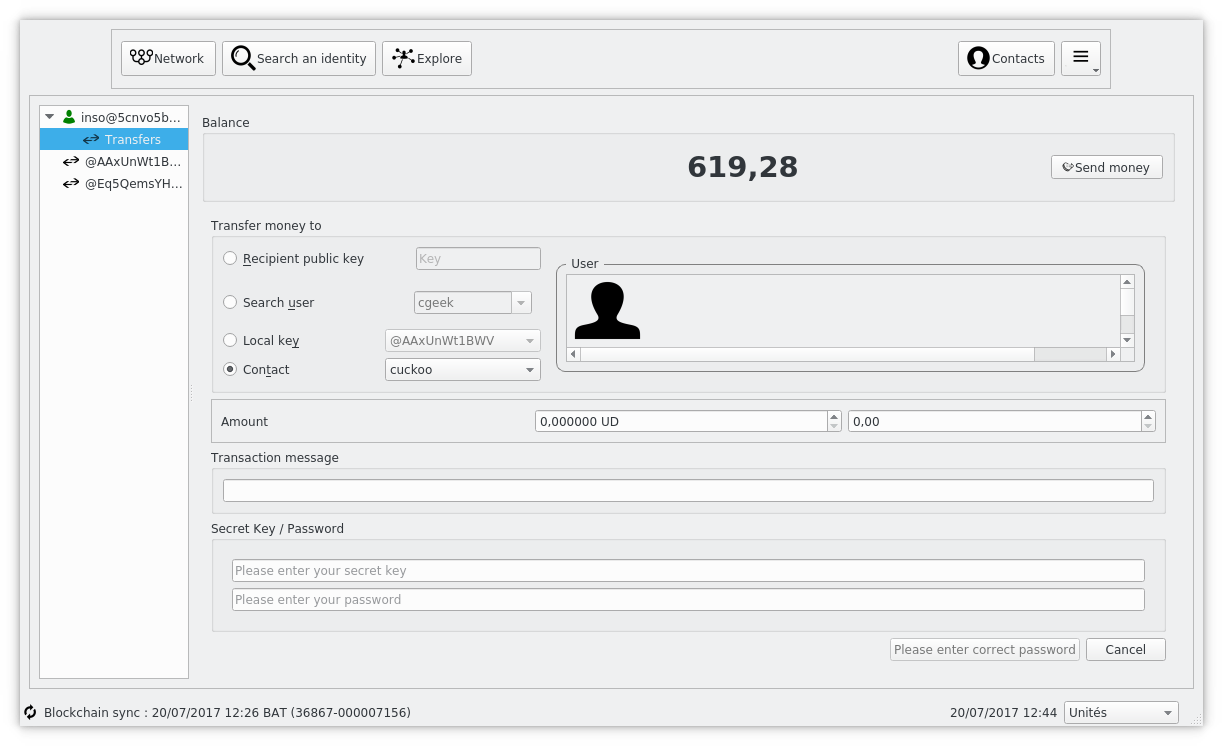 Network Search an identity Explore Contacts
inso@5cnvo5b...
Transfers
@AAxUnWt1B...
@Eq5QemsYH...
Balance
619,28
Send money
Transfer money to
Recipient public key Key
Search user cgeek
Local key @AAxUnWt1BWV
Contact cuckoo
User
Amount 0,000000 UD 0,00
Transaction message
Secret Key / Password
Please enter your secret key
Please enter your password
Please enter correct password Cancel
Blockchain sync : 20/07/2017 12:26 BAT (36867-000007156) 20/07/2017 12:44 Unités